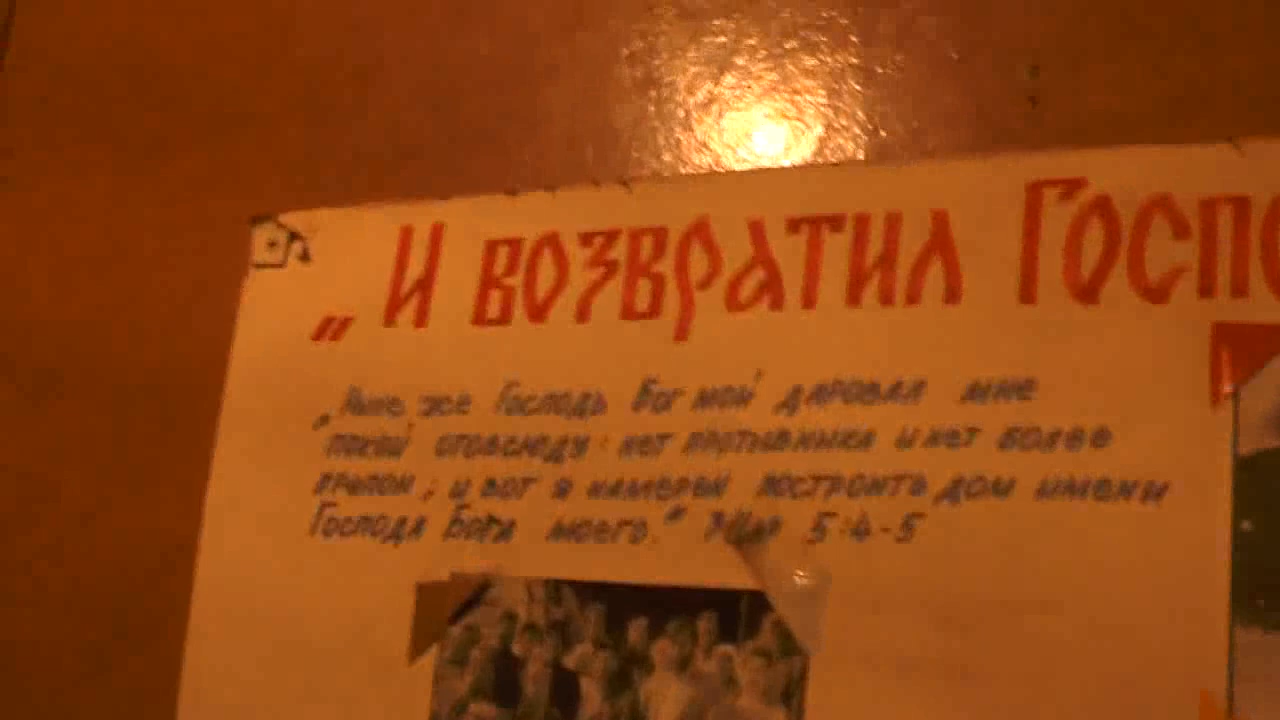 „И ВОЗВРАТИЛ ГОСПО
„Ныне же Господь Бог мой даровал мне
покой отовсюду: нет противника и нет более
препон; и вот я намерен построить дом имени
Господа Бога моего." 5:4-5